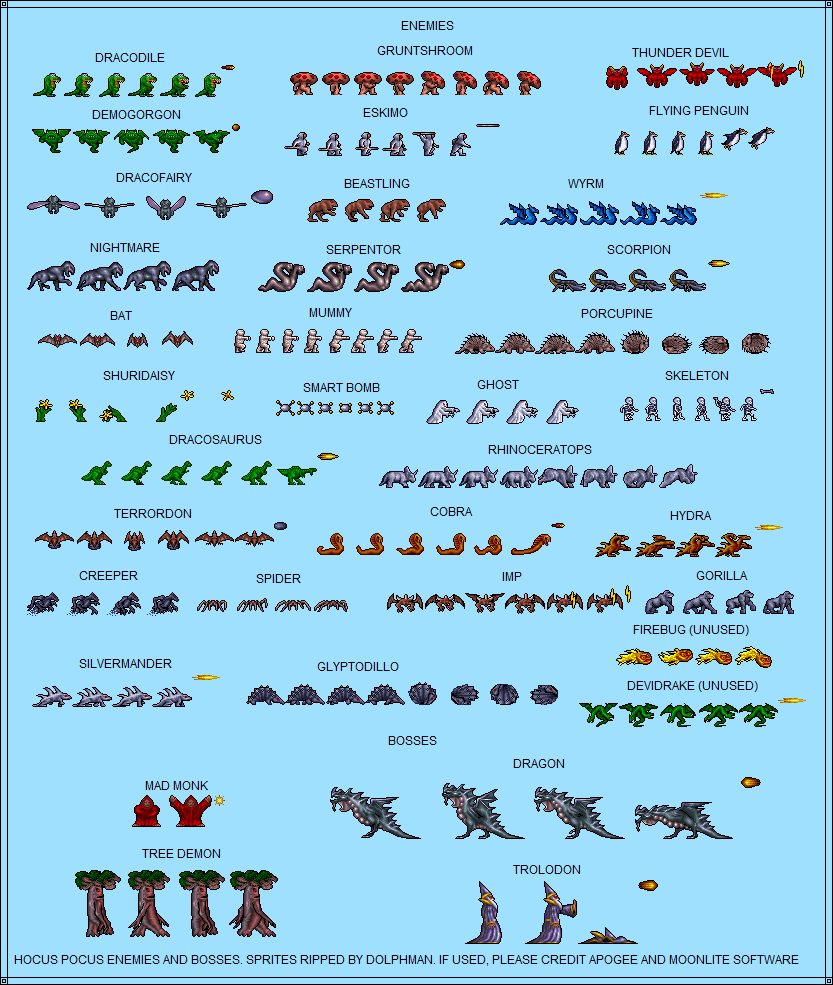 ENEMIES
DRACODILE
GRUNTSHROOM
THUNDER DEVIL
DEMOGORGON
ESKIMO
FLYING PENGUIN
DRACOFAIRY
BEASTLING
WYRM
NIGHTMARE
SERPENTOR
SCORPION
BAT
MUMMY
PORCUPINE
SHURIDAISY
SMART BOMB
GHOST
SKELETON
DRACOSAURUS
RHINOCERATOPS
TERRORDON
COBRA
HYDRA
CREEPER
SPIDER
IMP
GORILLA
FIREBUG (UNUSED)
SILVERMANDER
GLYPTODILLO
DEVIDRAKE (UNUSED)
BOSSES
MAD MONK
DRAGON
TREE DEMON
TROLODON
HOCUS POCUS ENEMIES AND BOSSES. SPRITES RIPPED BY DOLPHMAN. IF USED, PLEASE CREDIT APOGEE AND MOONLITE SOFTWARE